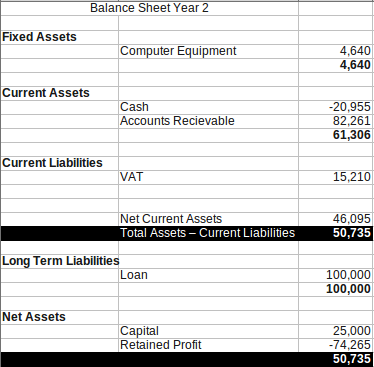 Balance Sheet Year 2
Fixed Assets
Computer Equipment 4,640
4,640
Current Assets
Cash -20,955
Accounts Recievable 82,261
61,306
Current Liabilities
VAT 15,210
Net Current Assets 46,095
Total Assets – Current Liabilities 50,735
Long Term Liabilities
Loan 100,000
100,000
Net Assets
Capital 25,000
Retained Profit -74,265
50,735